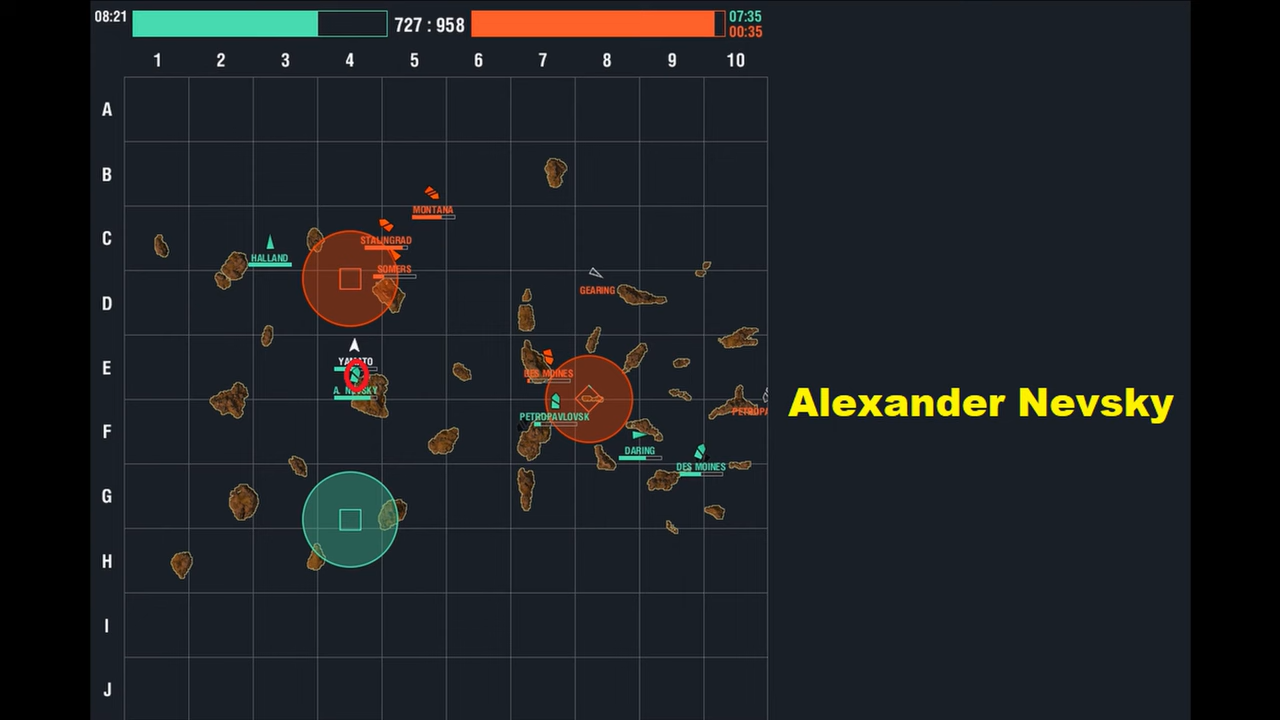 08:21 727 : 958 07:35
00:35
1 2 3 4 5 6 7 8 9 10
A
B
MONTANA
C
STALINGRAD
HALLAND
SOMERS
GEARING
D
E
YAMATO
DES MOINES
A. NEVSKY
Alexander Nevsky
PETROPA
PETROPAVLOVSK
F
DARING
DES MOINES
G
H
I
J